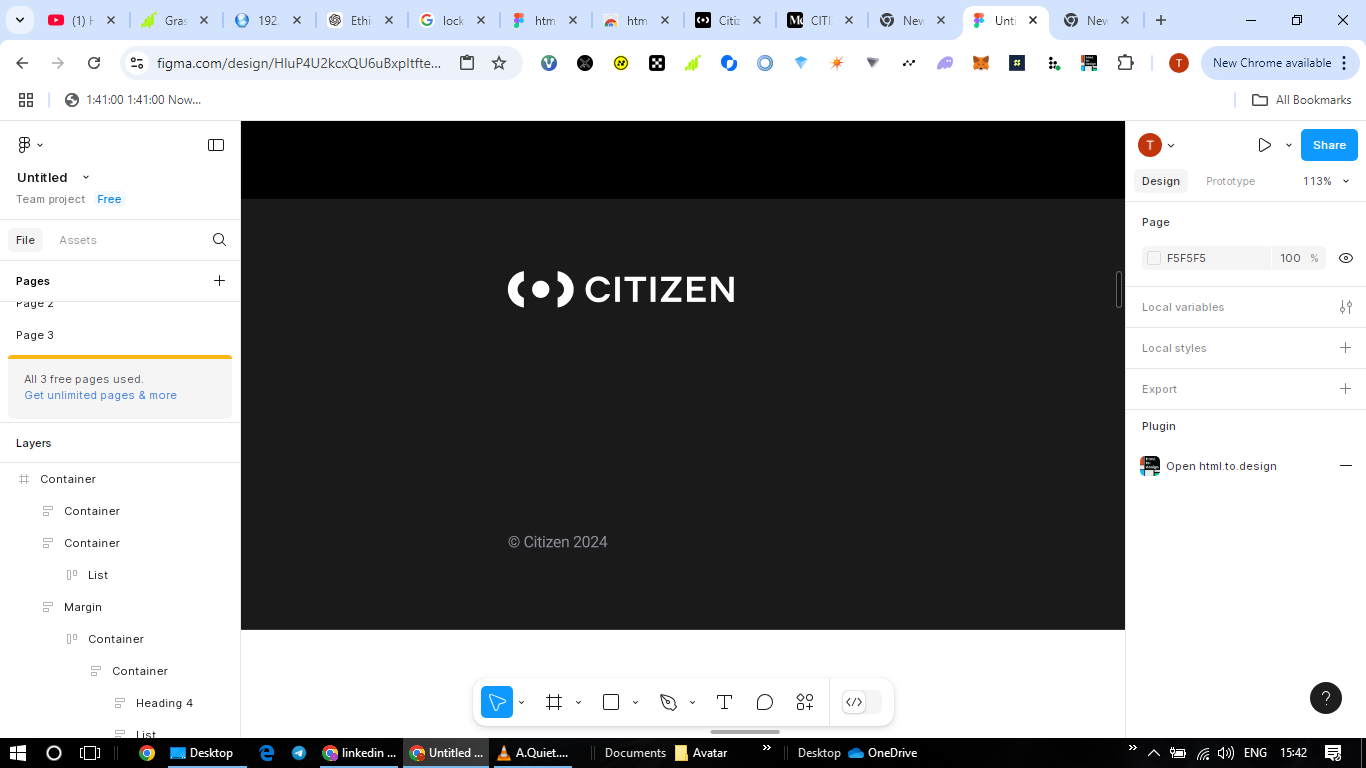 (1) H
Gras
192.
Ethi
lock
htm
htm
Citiz
CITI
New
Unti
New
figma.com/design/HluP4U2kcxQU6uBxpltfte...
T
New Chrome available
1:41:00 1:41:00 Now...
All Bookmarks
Untitled
Team project Free
File Assets
Pages
Page 2
Page 3
All 3 free pages used.
Get unlimited pages & more
Layers
Container
Container
Container
List
Margin
Container
Container
Heading 4
List
CITIZEN
© Citizen 2024
T
Share
Design Prototype 113%
Page
F5F5F5 100 %
Local variables
Local styles
Export
Plugin
Open html.to.design
?
Desktop
linkedin ...
Untitled ...
A.Quiet....
Documents
Avatar
Desktop
OneDrive
ENG
15:42